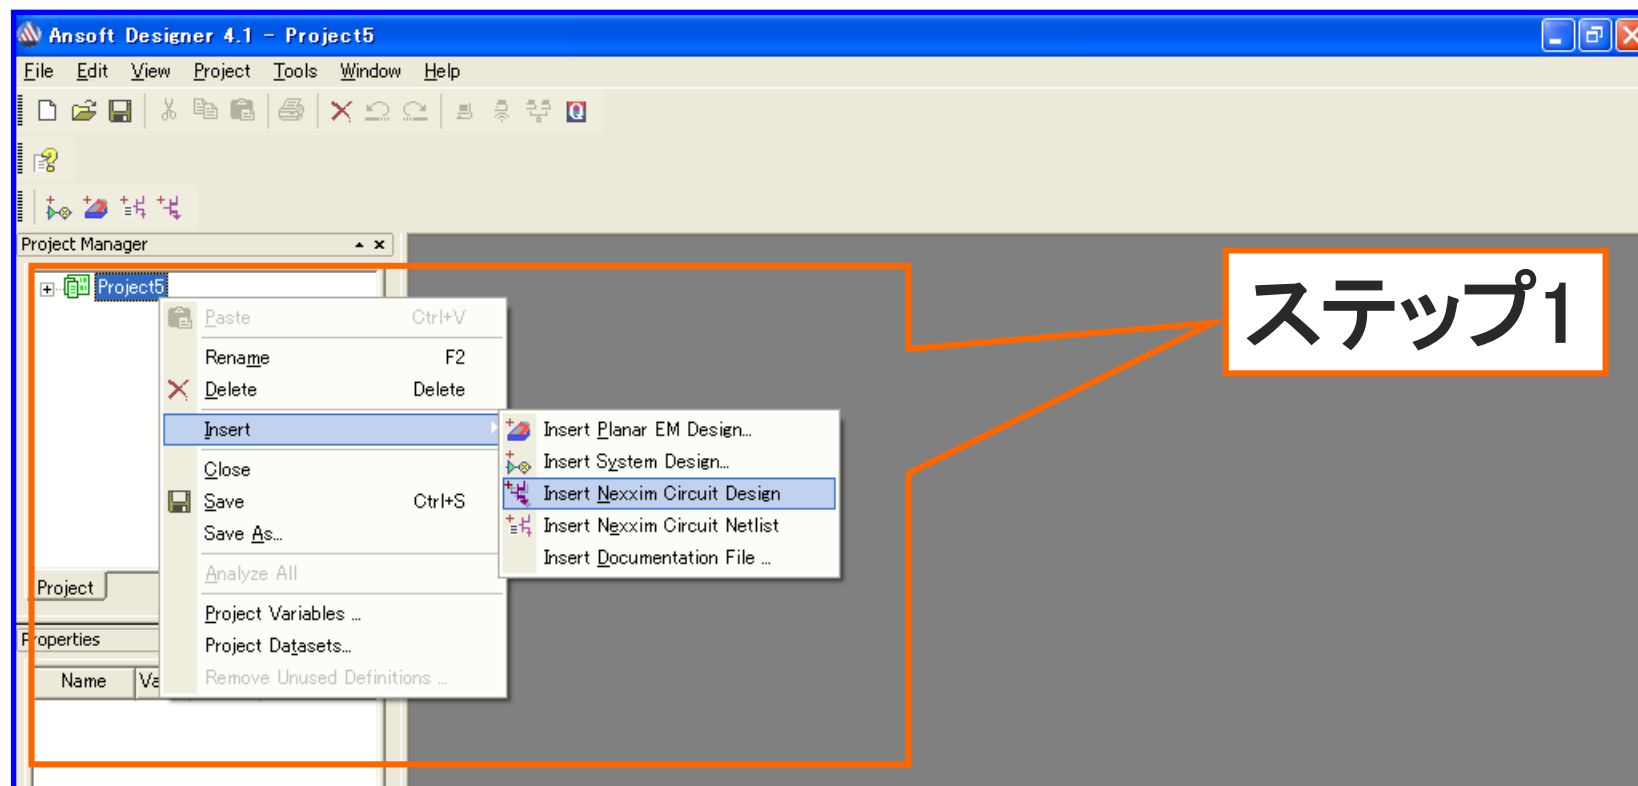 Ansoft Designer 4.1 - Project5
File Edit View Project Tools Window Help
Project Manager
Project5
ステップ1
Paste Ctrl+V
Rename F2
Delete Delete
Insert
Close
Save Ctrl+S
Save As...
Analyze All
Project Variables ...
Project Datasets...
Remove Unused Definitions ...
Insert Planar EM Design...
Insert System Design...
Insert Nexxim Circuit Design
Insert Nexxim Circuit Netlist
Insert Documentation File ...
Project
Properties
Name Va